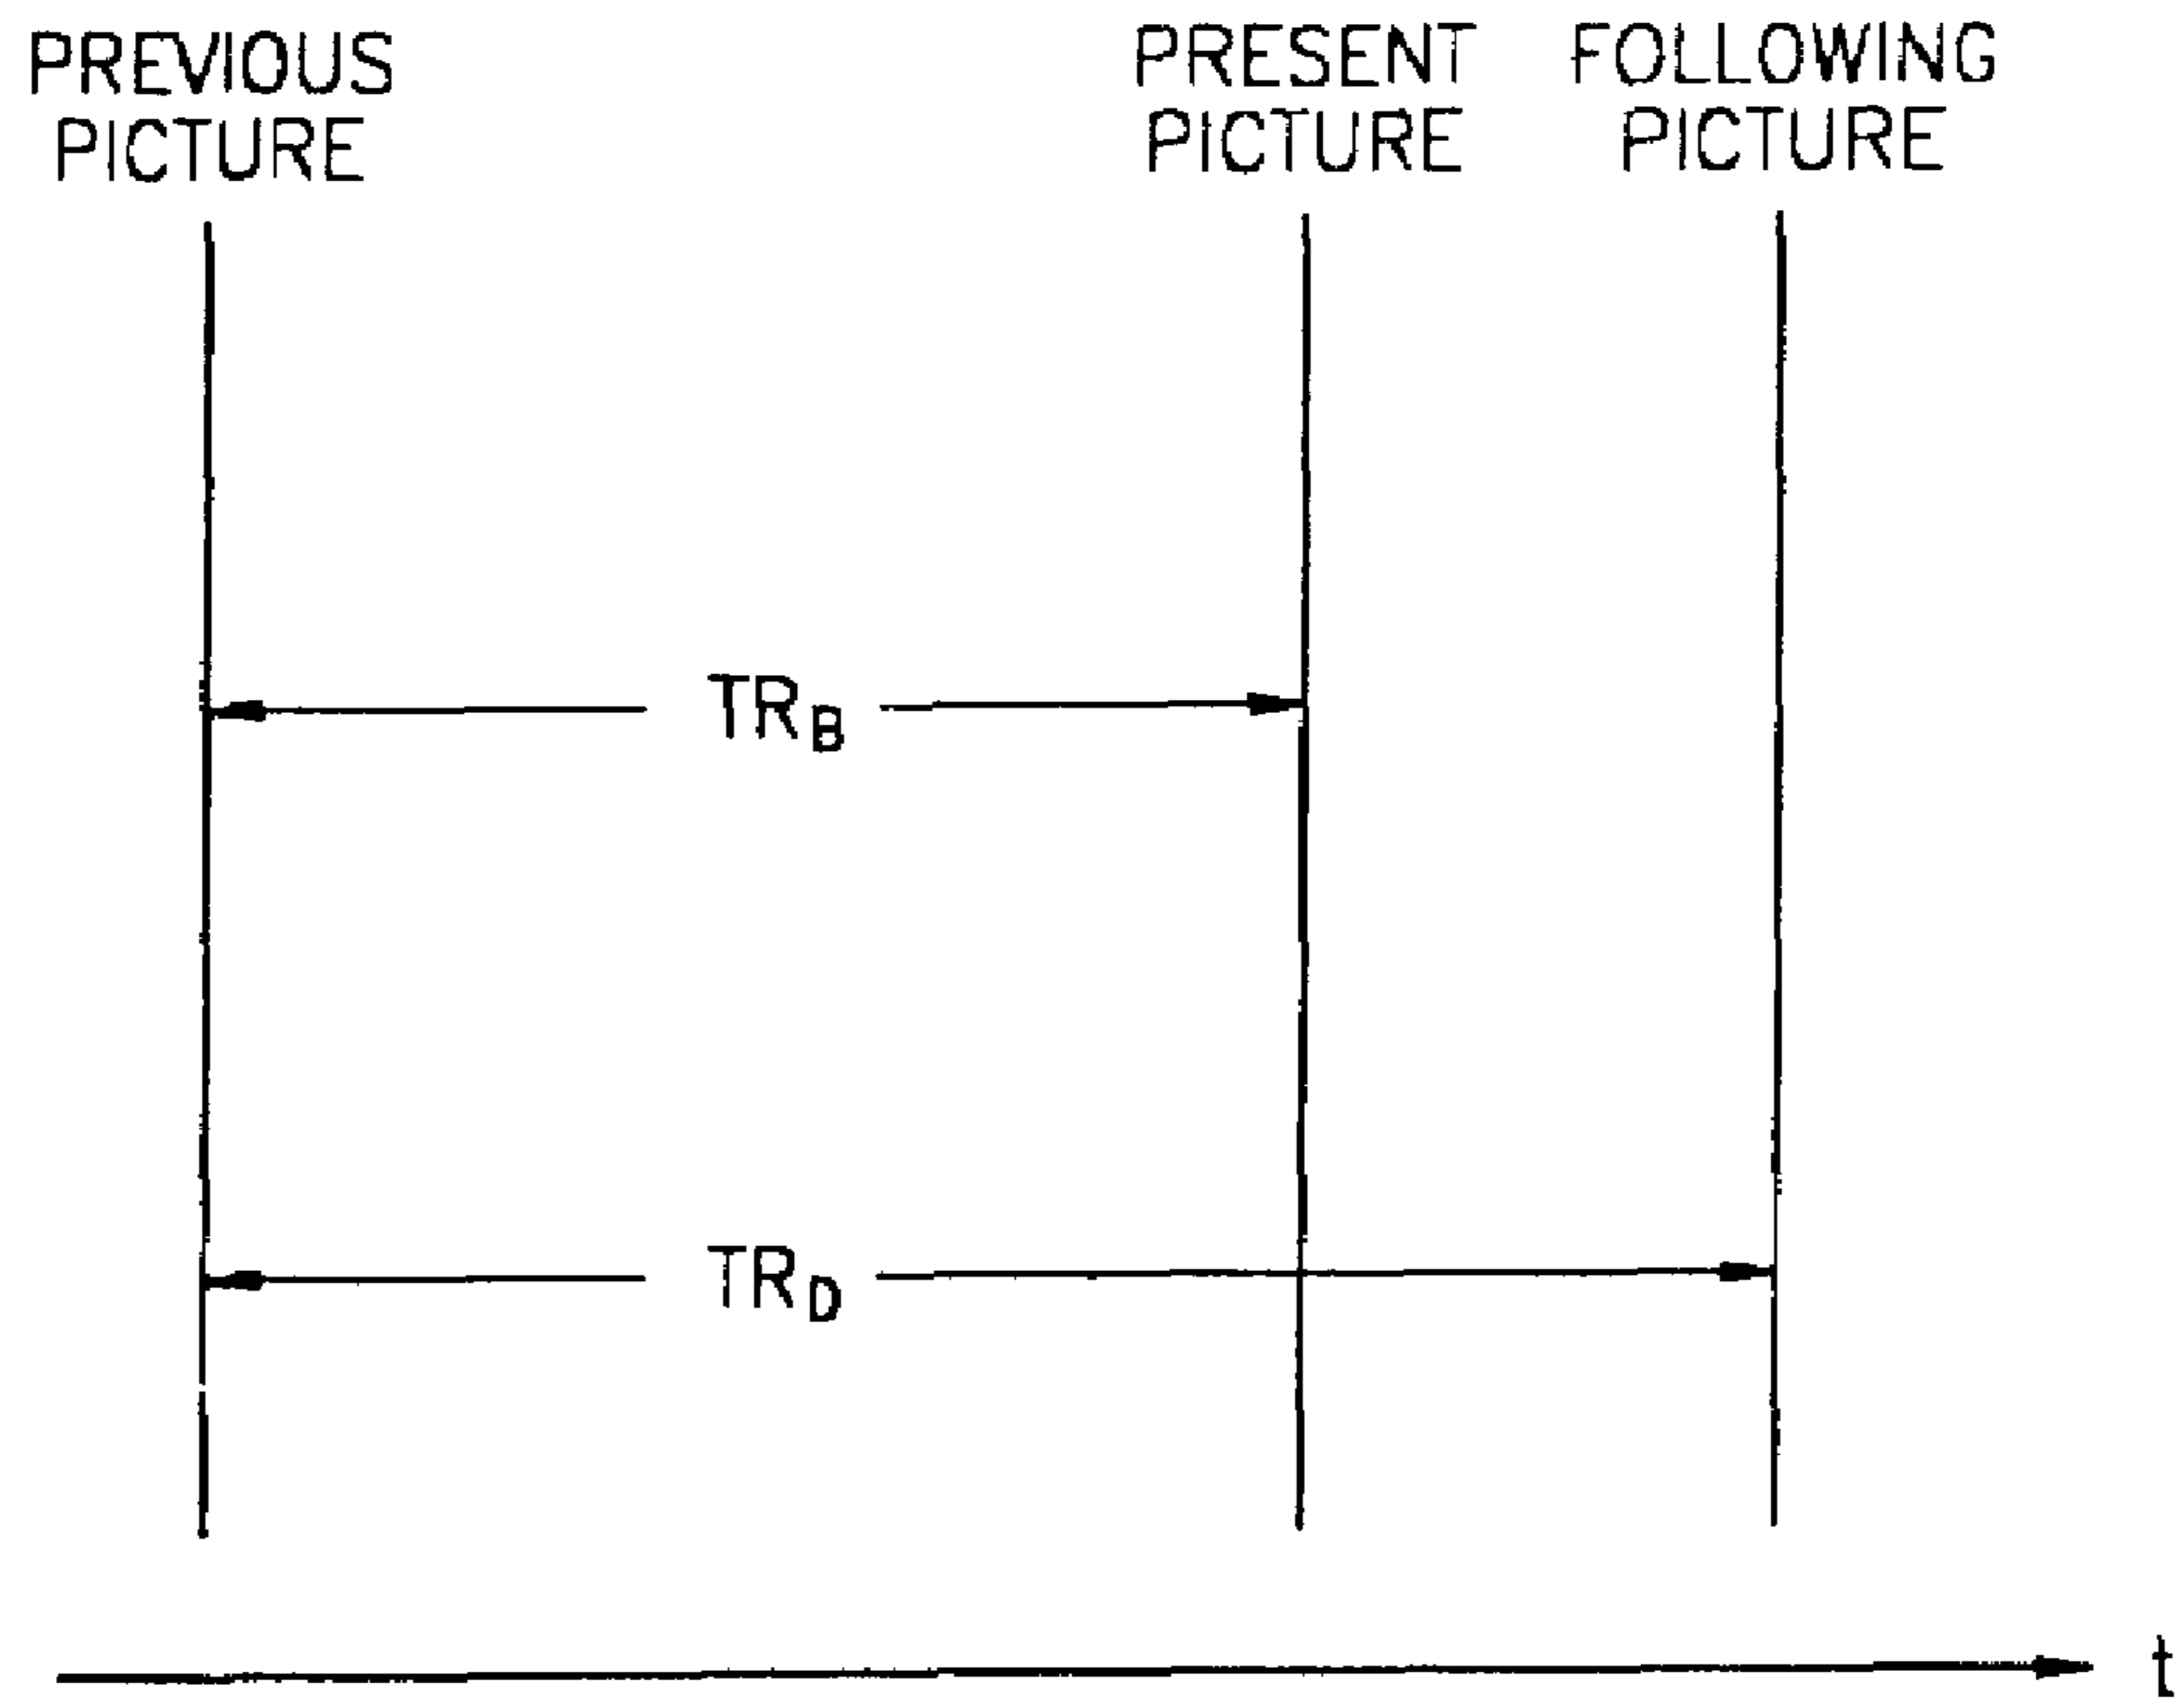 PREVIOUS
PICTURE
PRESENT
PICTURE
FOLLOWING
PICTURE
TRB
TRD
t